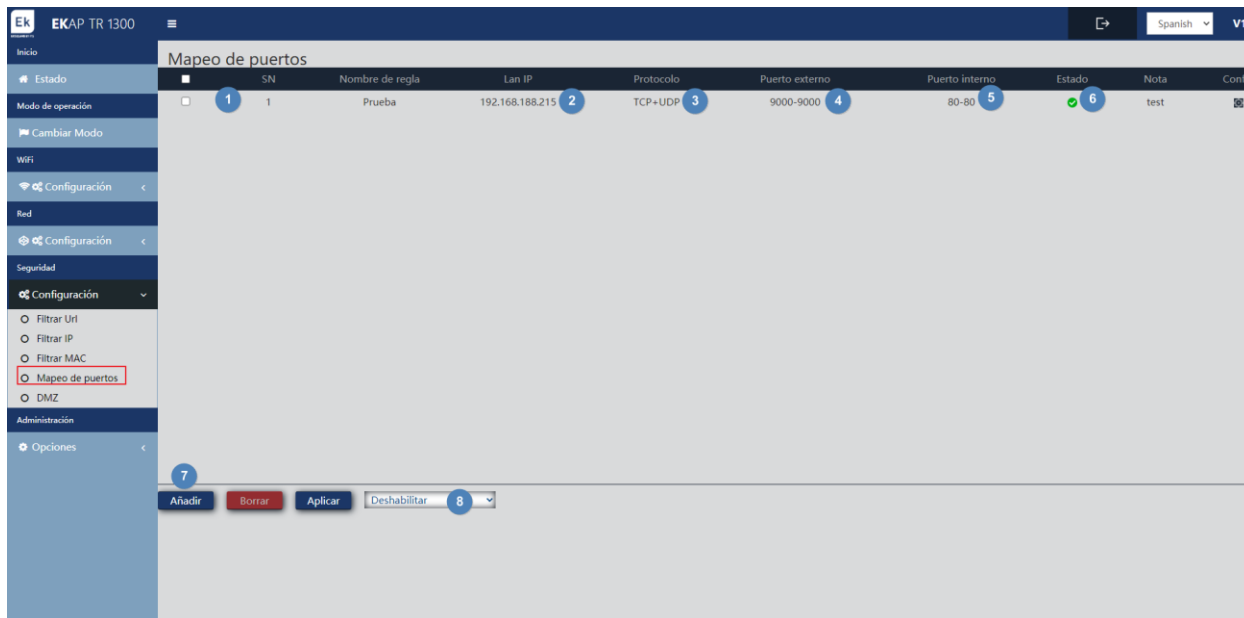 Ek EKAP TR 1300 Spanish V1
Inicio
Mapeo de puertos
Estado
SN Nombre de regla Lan IP Protocolo Puerto externo Puerto interno Estado Nota Conf
Modo de operación
1 1 Prueba 192.168.188.215 2 TCP+UDP 3 9000-9000 4 80-80 5 6 test
Cambiar Modo
WiFi
Configuración
Red
Configuración
Seguridad
Configuración
Filtrar Url
Filtrar IP
Filtrar MAC
Mapeo de puertos
DMZ
Administración
Opciones
7
Añadir Borrar Aplicar Deshabilitar 8